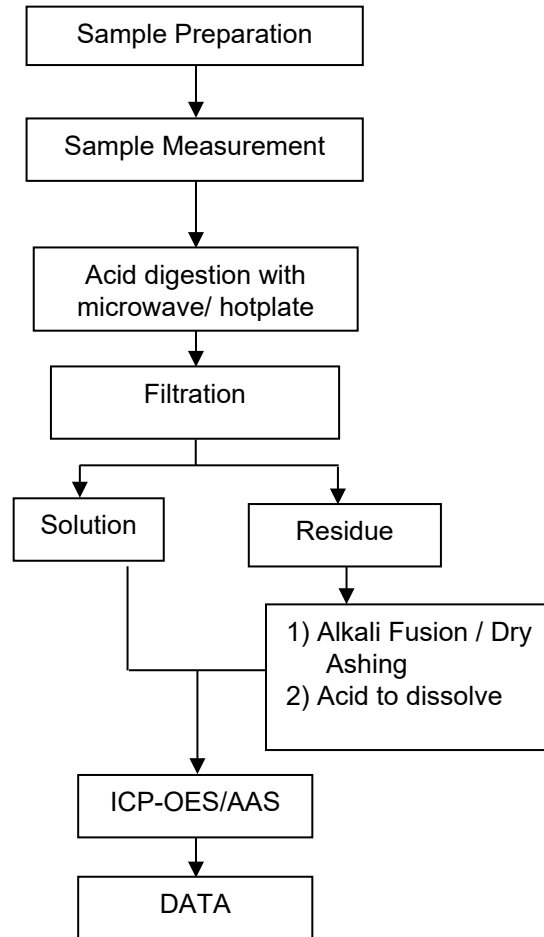 Sample Preparation
Sample Measurement
Acid digestion with
microwave/ hotplate
Filtration
Solution
Residue
1) Alkali Fusion / Dry
Ashing
2) Acid to dissolve
ICP-OES/AAS
DATA